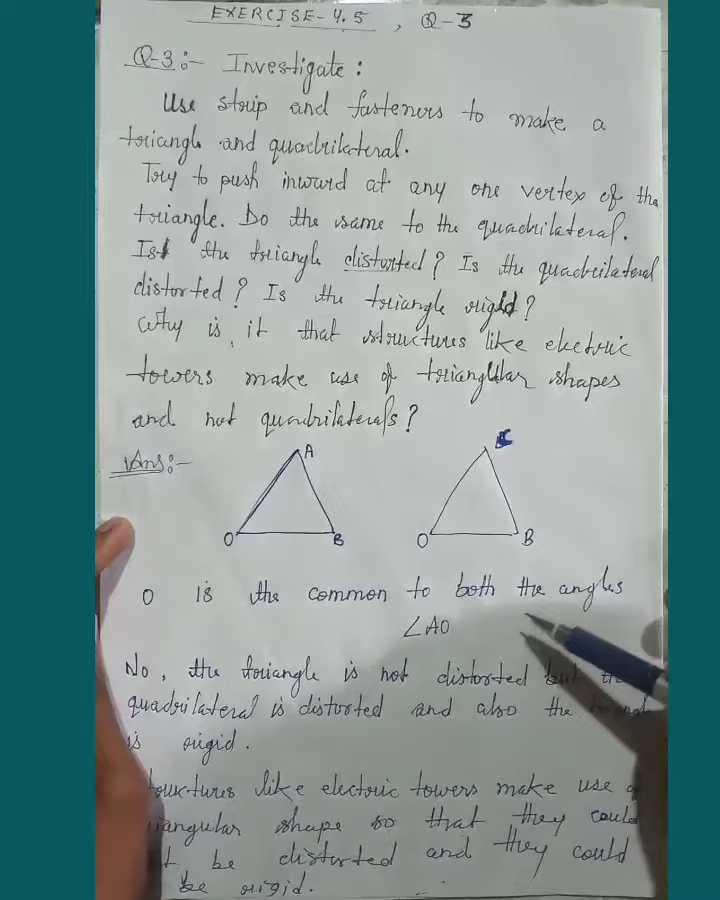 EXERCISE-4.5 , Q-3
Q-3:- Investigate:
Use strip and fasteners to make a
triangle and quadrilateral.
Try to push inward at any one vertex of the
triangle. Do the same to the quadrilateral.
Is the triangle distorted? Is the quadrilateral
distorted? Is the triangle rigid?
Why is it that structures like electric
towers make use of triangular shapes
and not quadrilaterals?
Ans:-
A C
O B O B
O is the common to both the angles
∠AO
No, the triangle is not distorted but the
quadrilateral is distorted and also the
is rigid.
like electric towers make use
shape so that they could
be distorted and they could
be rigid.